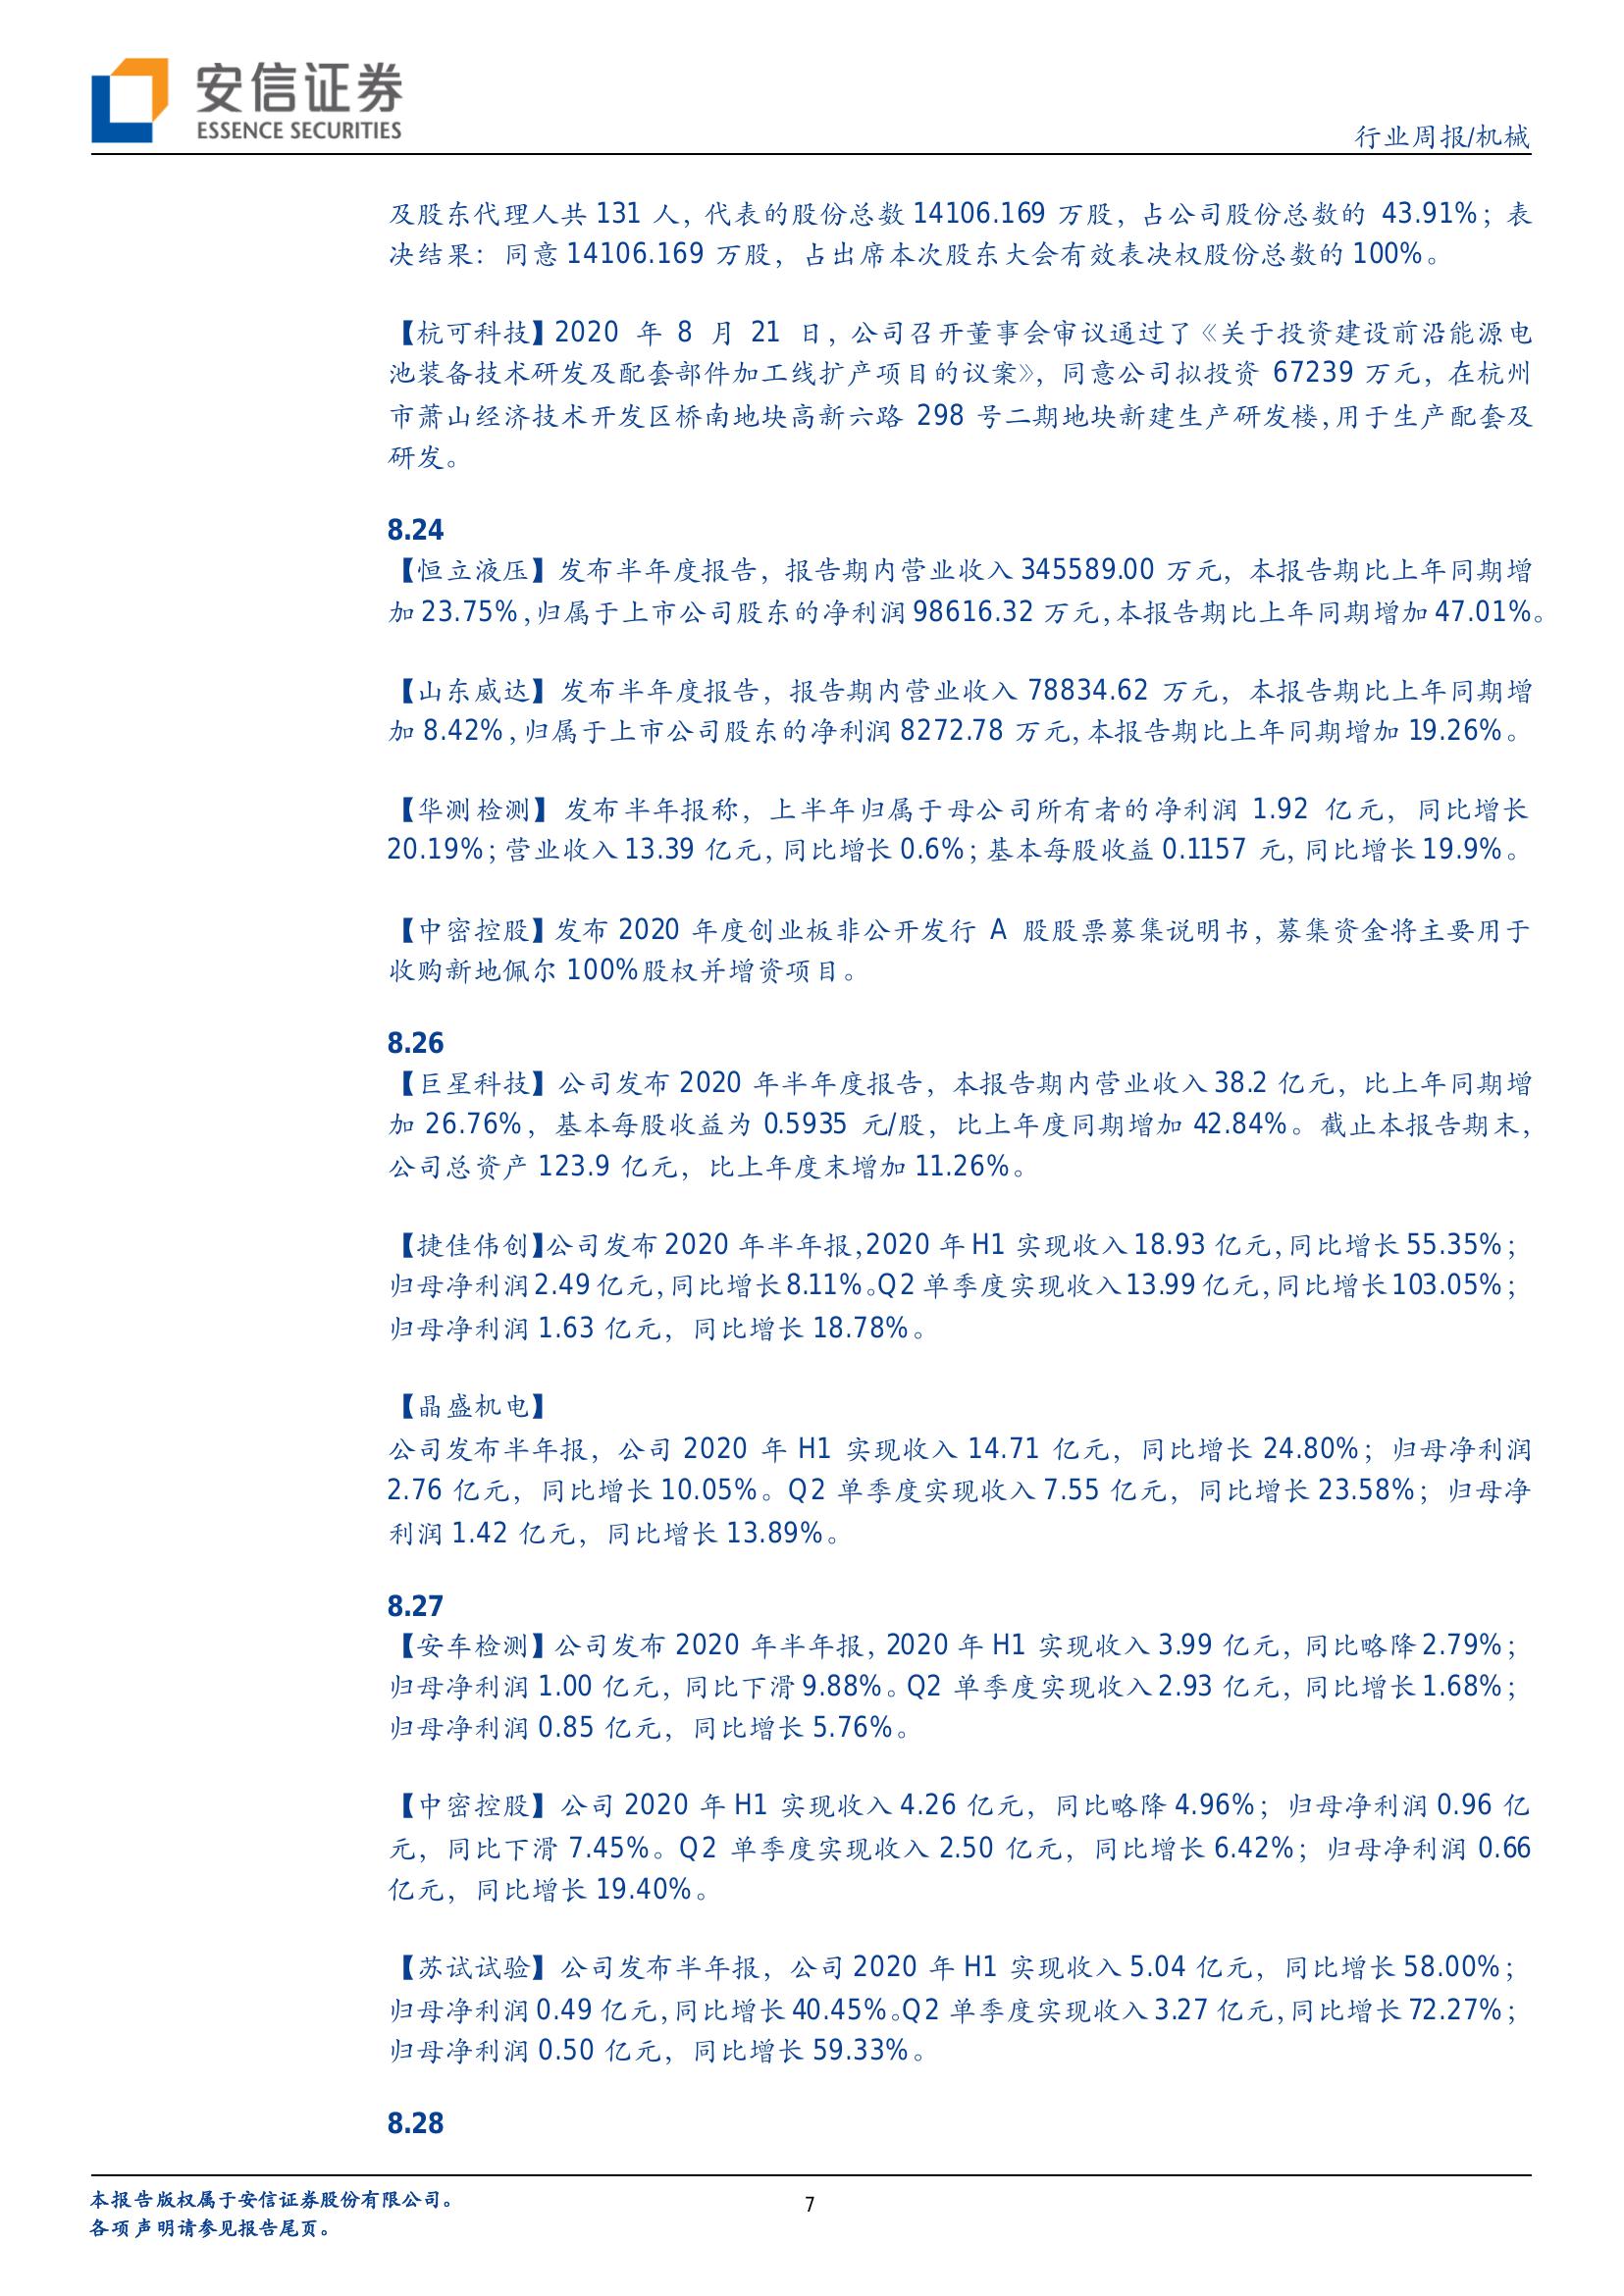 安信证券
ESSENCE SECURITIES
行业周报/机械
及股东代理人共 131 人，代表的股份总数 14106.169 万股，占公司股份总数的 43.91%；表
决结果：同意 14106.169 万股，占出席本次股东大会有效表决权股份总数的 100%。
【杭可科技】2020 年 8 月 21 日，公司召开董事会审议通过了《关于投资建设前沿能源电
池装备技术研发及配套部件加工线扩产项目的议案》，同意公司拟投资 67239 万元，在杭州
市萧山经济技术开发区桥南地块高新六路 298 号二期地块新建生产研发楼，用于生产配套及
研发。
8.24
【恒立液压】发布半年度报告，报告期内营业收入 345589.00 万元，本报告期比上年同期增
加 23.75%，归属于上市公司股东的净利润 98616.32 万元，本报告期比上年同期增加 47.01%。
【山东威达】发布半年度报告，报告期内营业收入 78834.62 万元，本报告期比上年同期增
加 8.42%，归属于上市公司股东的净利润 8272.78 万元，本报告期比上年同期增加 19.26%。
【华测检测】发布半年报称，上半年归属于母公司所有者的净利润 1.92 亿元，同比增长
20.19%；营业收入 13.39 亿元，同比增长 0.6%；基本每股收益 0.1157 元，同比增长 19.9%。
【中密控股】发布 2020 年度创业板非公开发行 A 股股票募集说明书，募集资金将主要用于
收购新地佩尔 100%股权并增资项目。
8.26
【巨星科技】公司发布 2020 年半年度报告，本报告期内营业收入 38.2 亿元，比上年同期增
加 26.76%，基本每股收益为 0.5935 元/股，比上年度同期增加 42.84%。截止本报告期末，
公司总资产 123.9 亿元，比上年度末增加 11.26%。
【捷佳伟创】公司发布 2020 年半年报，2020 年 H1 实现收入 18.93 亿元，同比增长 55.35%；
归母净利润 2.49 亿元，同比增长 8.11%。Q2 单季度实现收入 13.99 亿元，同比增长 103.05%；
归母净利润 1.63 亿元，同比增长 18.78%。
【晶盛机电】
公司发布半年报，公司 2020 年 H1 实现收入 14.71 亿元，同比增长 24.80%；归母净利润
2.76 亿元，同比增长 10.05%。Q2 单季度实现收入 7.55 亿元，同比增长 23.58%；归母净
利润 1.42 亿元，同比增长 13.89%。
8.27
【安车检测】公司发布 2020 年半年报，2020 年 H1 实现收入 3.99 亿元，同比略降 2.79%；
归母净利润 1.00 亿元，同比下滑 9.88%。Q2 单季度实现收入 2.93 亿元，同比增长 1.68%；
归母净利润 0.85 亿元，同比增长 5.76%。
【中密控股】公司 2020 年 H1 实现收入 4.26 亿元，同比略降 4.96%；归母净利润 0.96 亿
元，同比下滑 7.45%。Q2 单季度实现收入 2.50 亿元，同比增长 6.42%；归母净利润 0.66
亿元，同比增长 19.40%。
【苏试试验】公司发布半年报，公司 2020 年 H1 实现收入 5.04 亿元，同比增长 58.00%；
归母净利润 0.49 亿元，同比增长 40.45%。Q2 单季度实现收入 3.27 亿元，同比增长 72.27%；
归母净利润 0.50 亿元，同比增长 59.33%。
8.28
本报告版权属于安信证券股份有限公司。
各项声明请参见报告尾页。
7